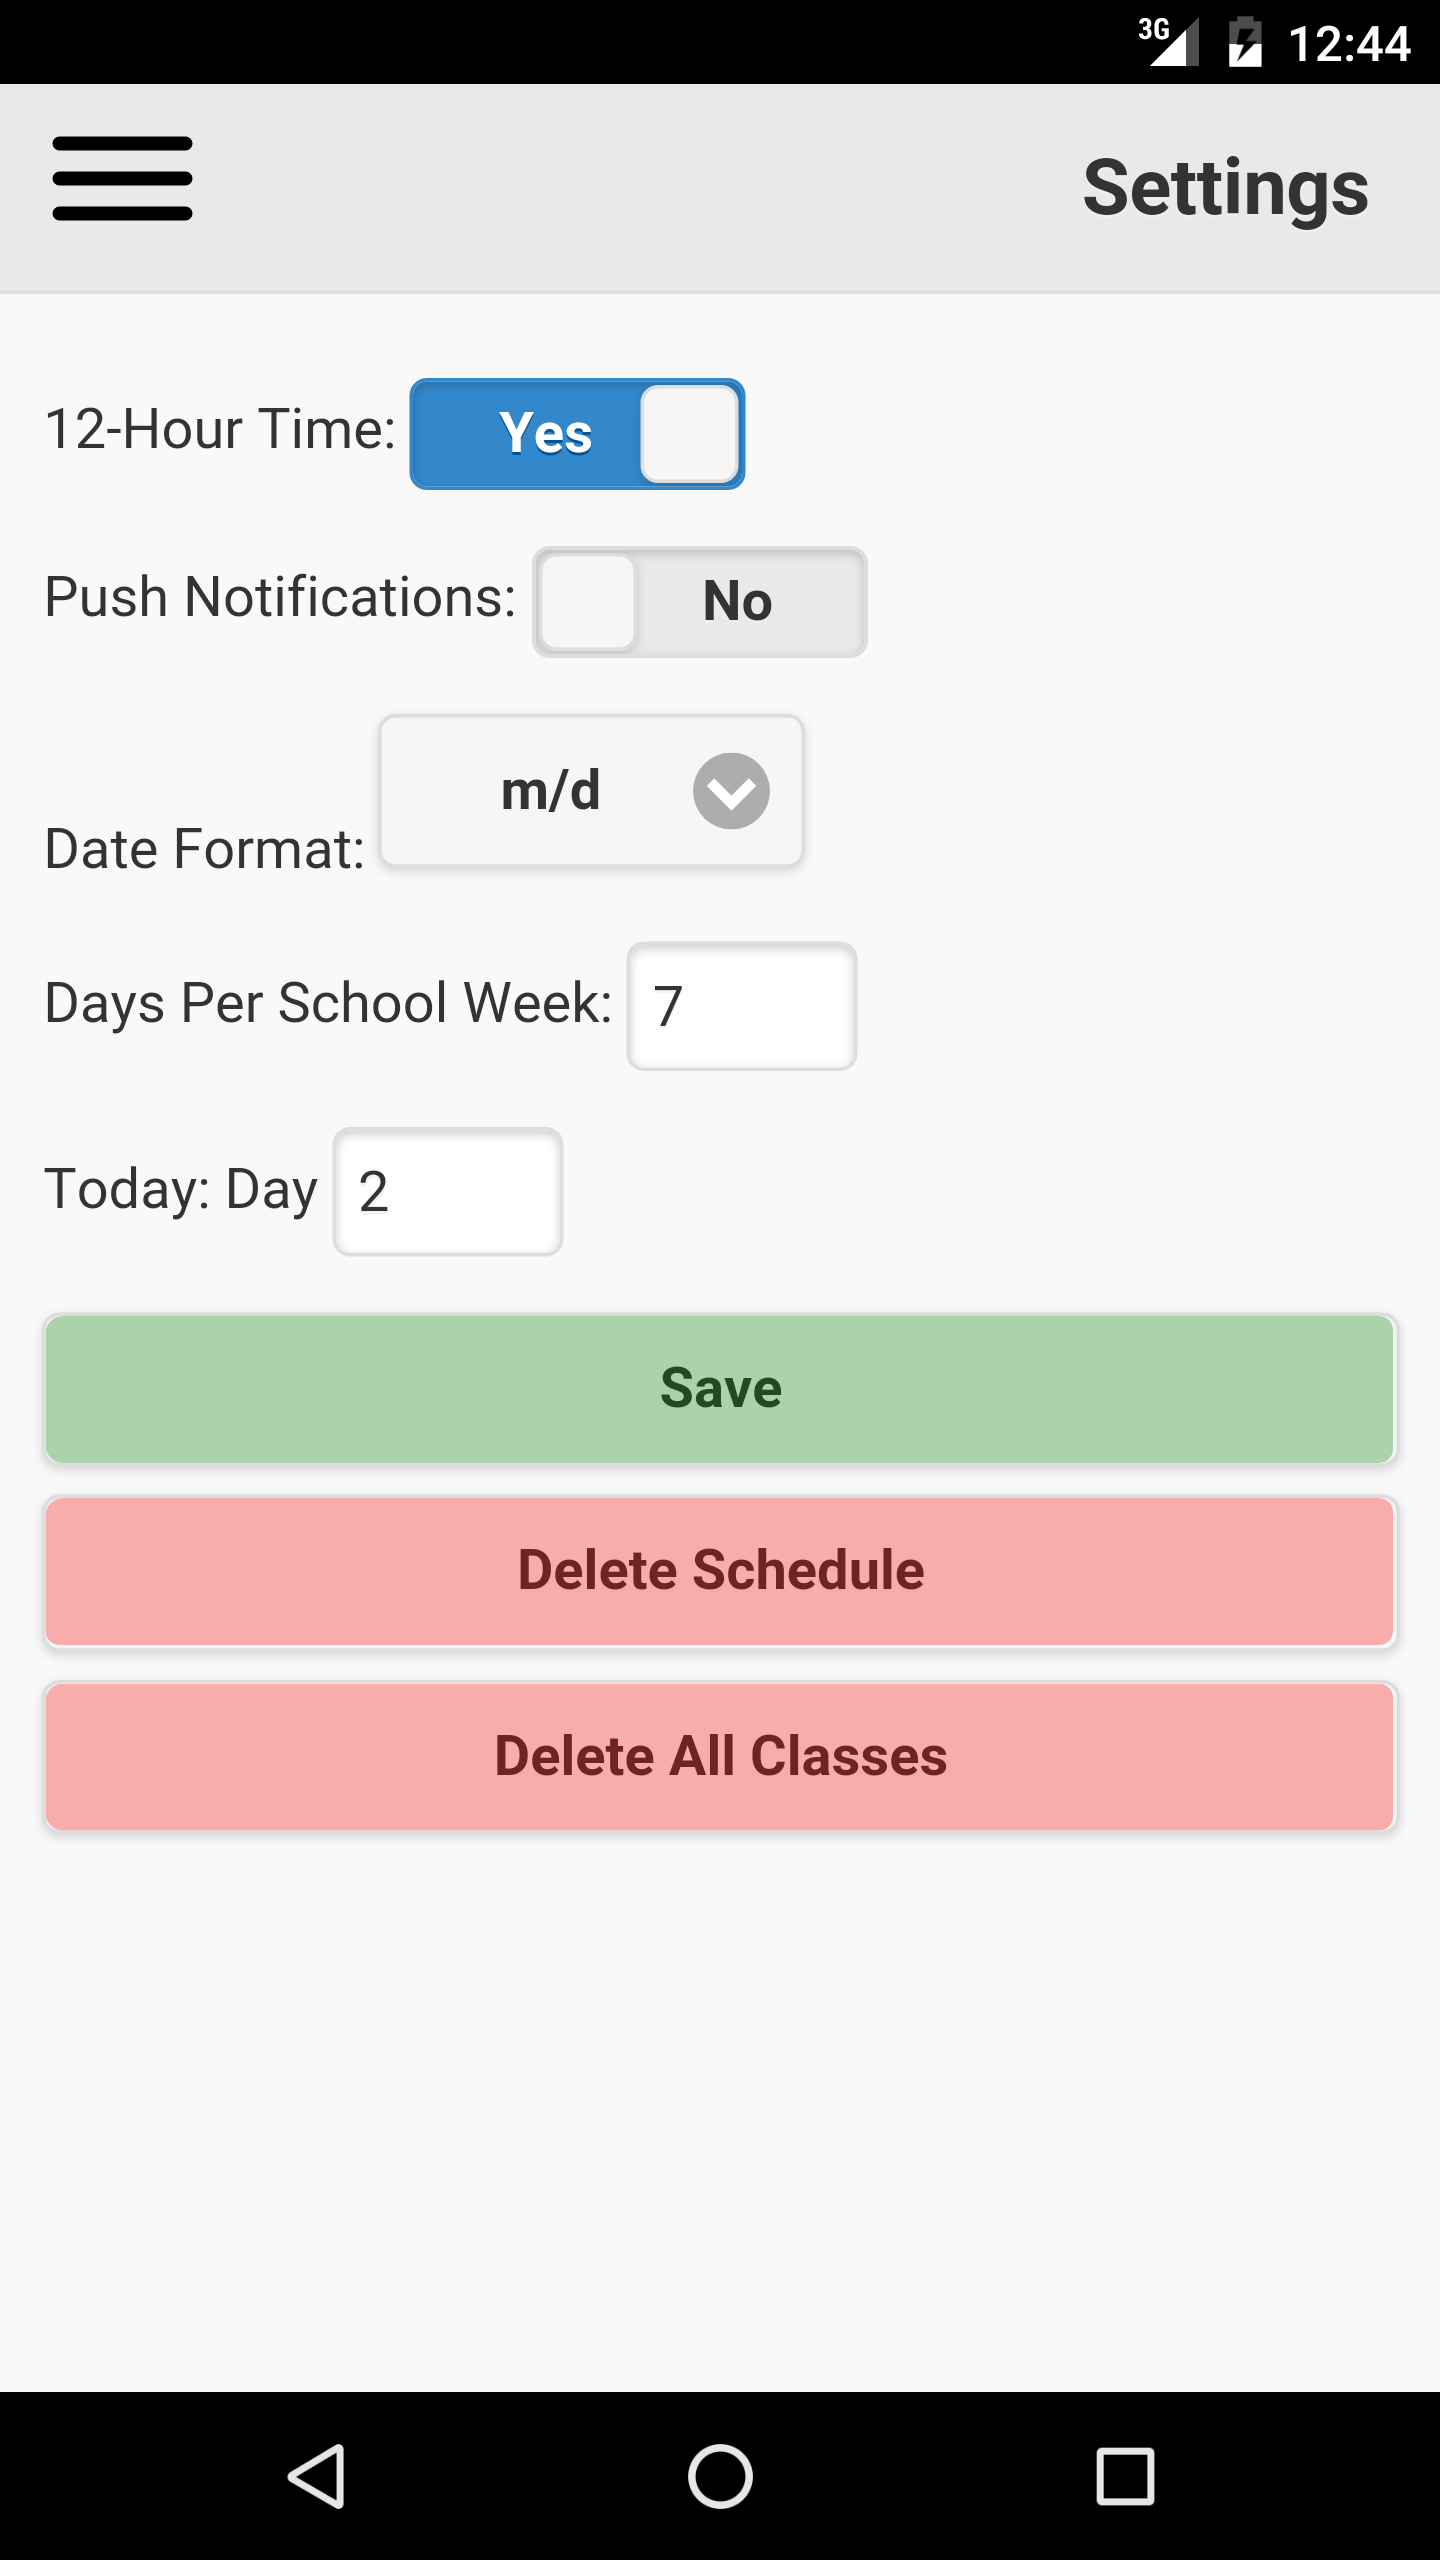 3G 12:44
Settings
12-Hour Time: Yes
Push Notifications: No
Date Format: m/d
Days Per School Week: 7
Today: Day 2
Save
Delete Schedule
Delete All Classes